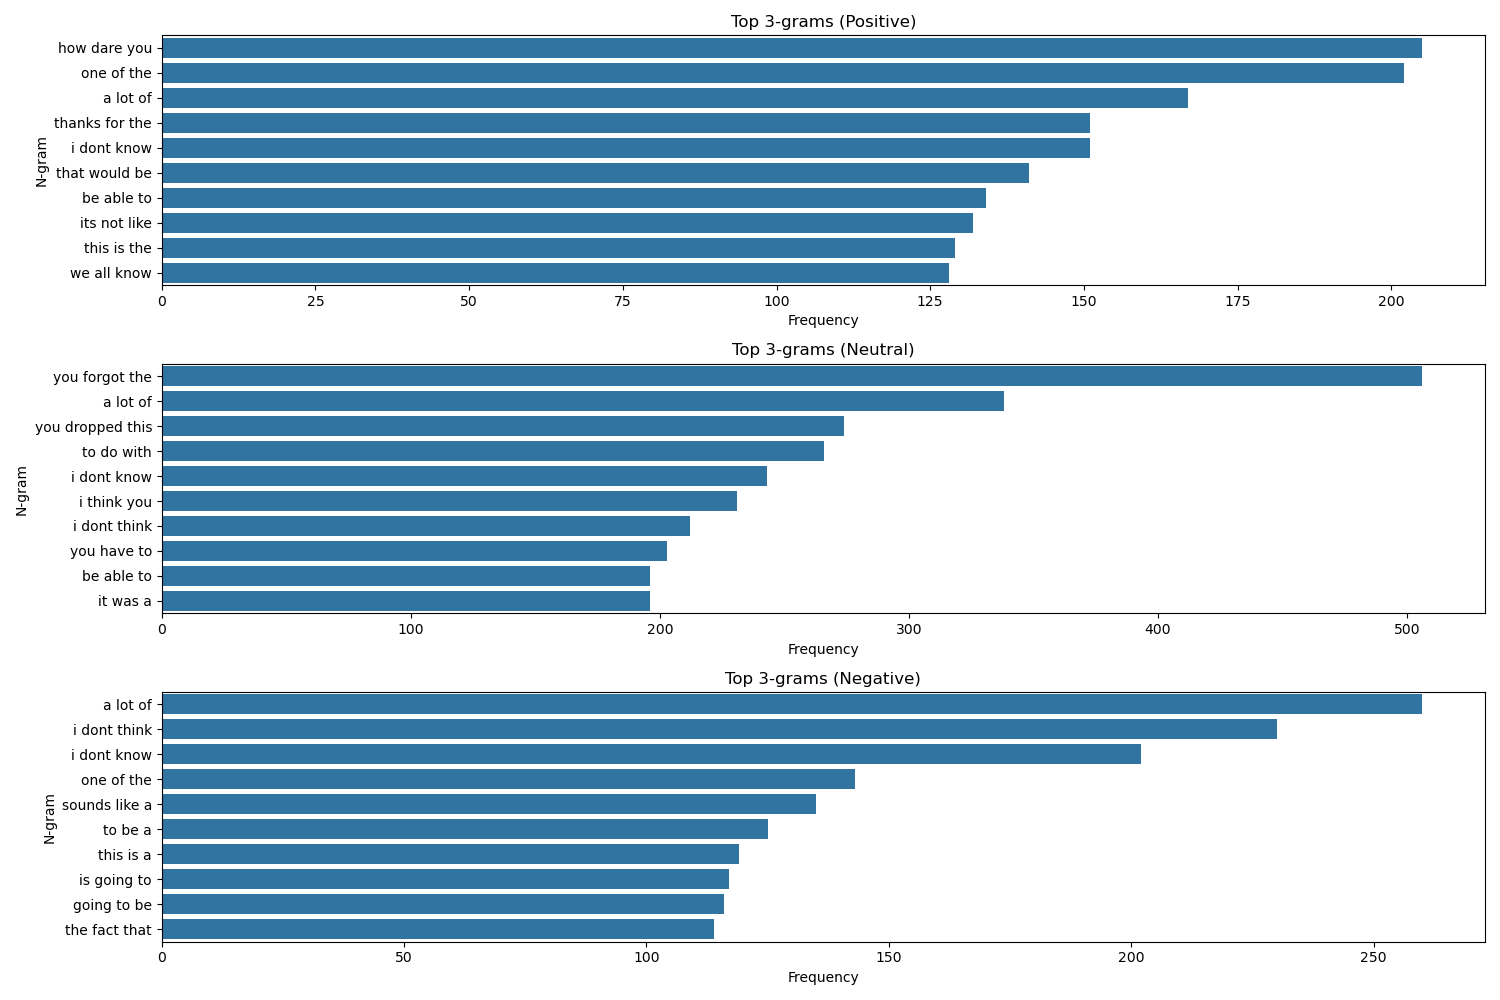 Top 3-grams (Positive)
N-gram
how dare you
one of the
a lot of
thanks for the
i dont know
that would be
be able to
its not like
this is the
we all know
0 25 50 75 100 125 150 175 200
Frequency
Top 3-grams (Neutral)
N-gram
you forgot the
a lot of
you dropped this
to do with
i dont know
i think you
i dont think
you have to
be able to
it was a
0 100 200 300 400 500
Frequency
Top 3-grams (Negative)
N-gram
a lot of
i dont think
i dont know
one of the
sounds like a
to be a
this is a
is going to
going to be
the fact that
0 50 100 150 200 250
Frequency